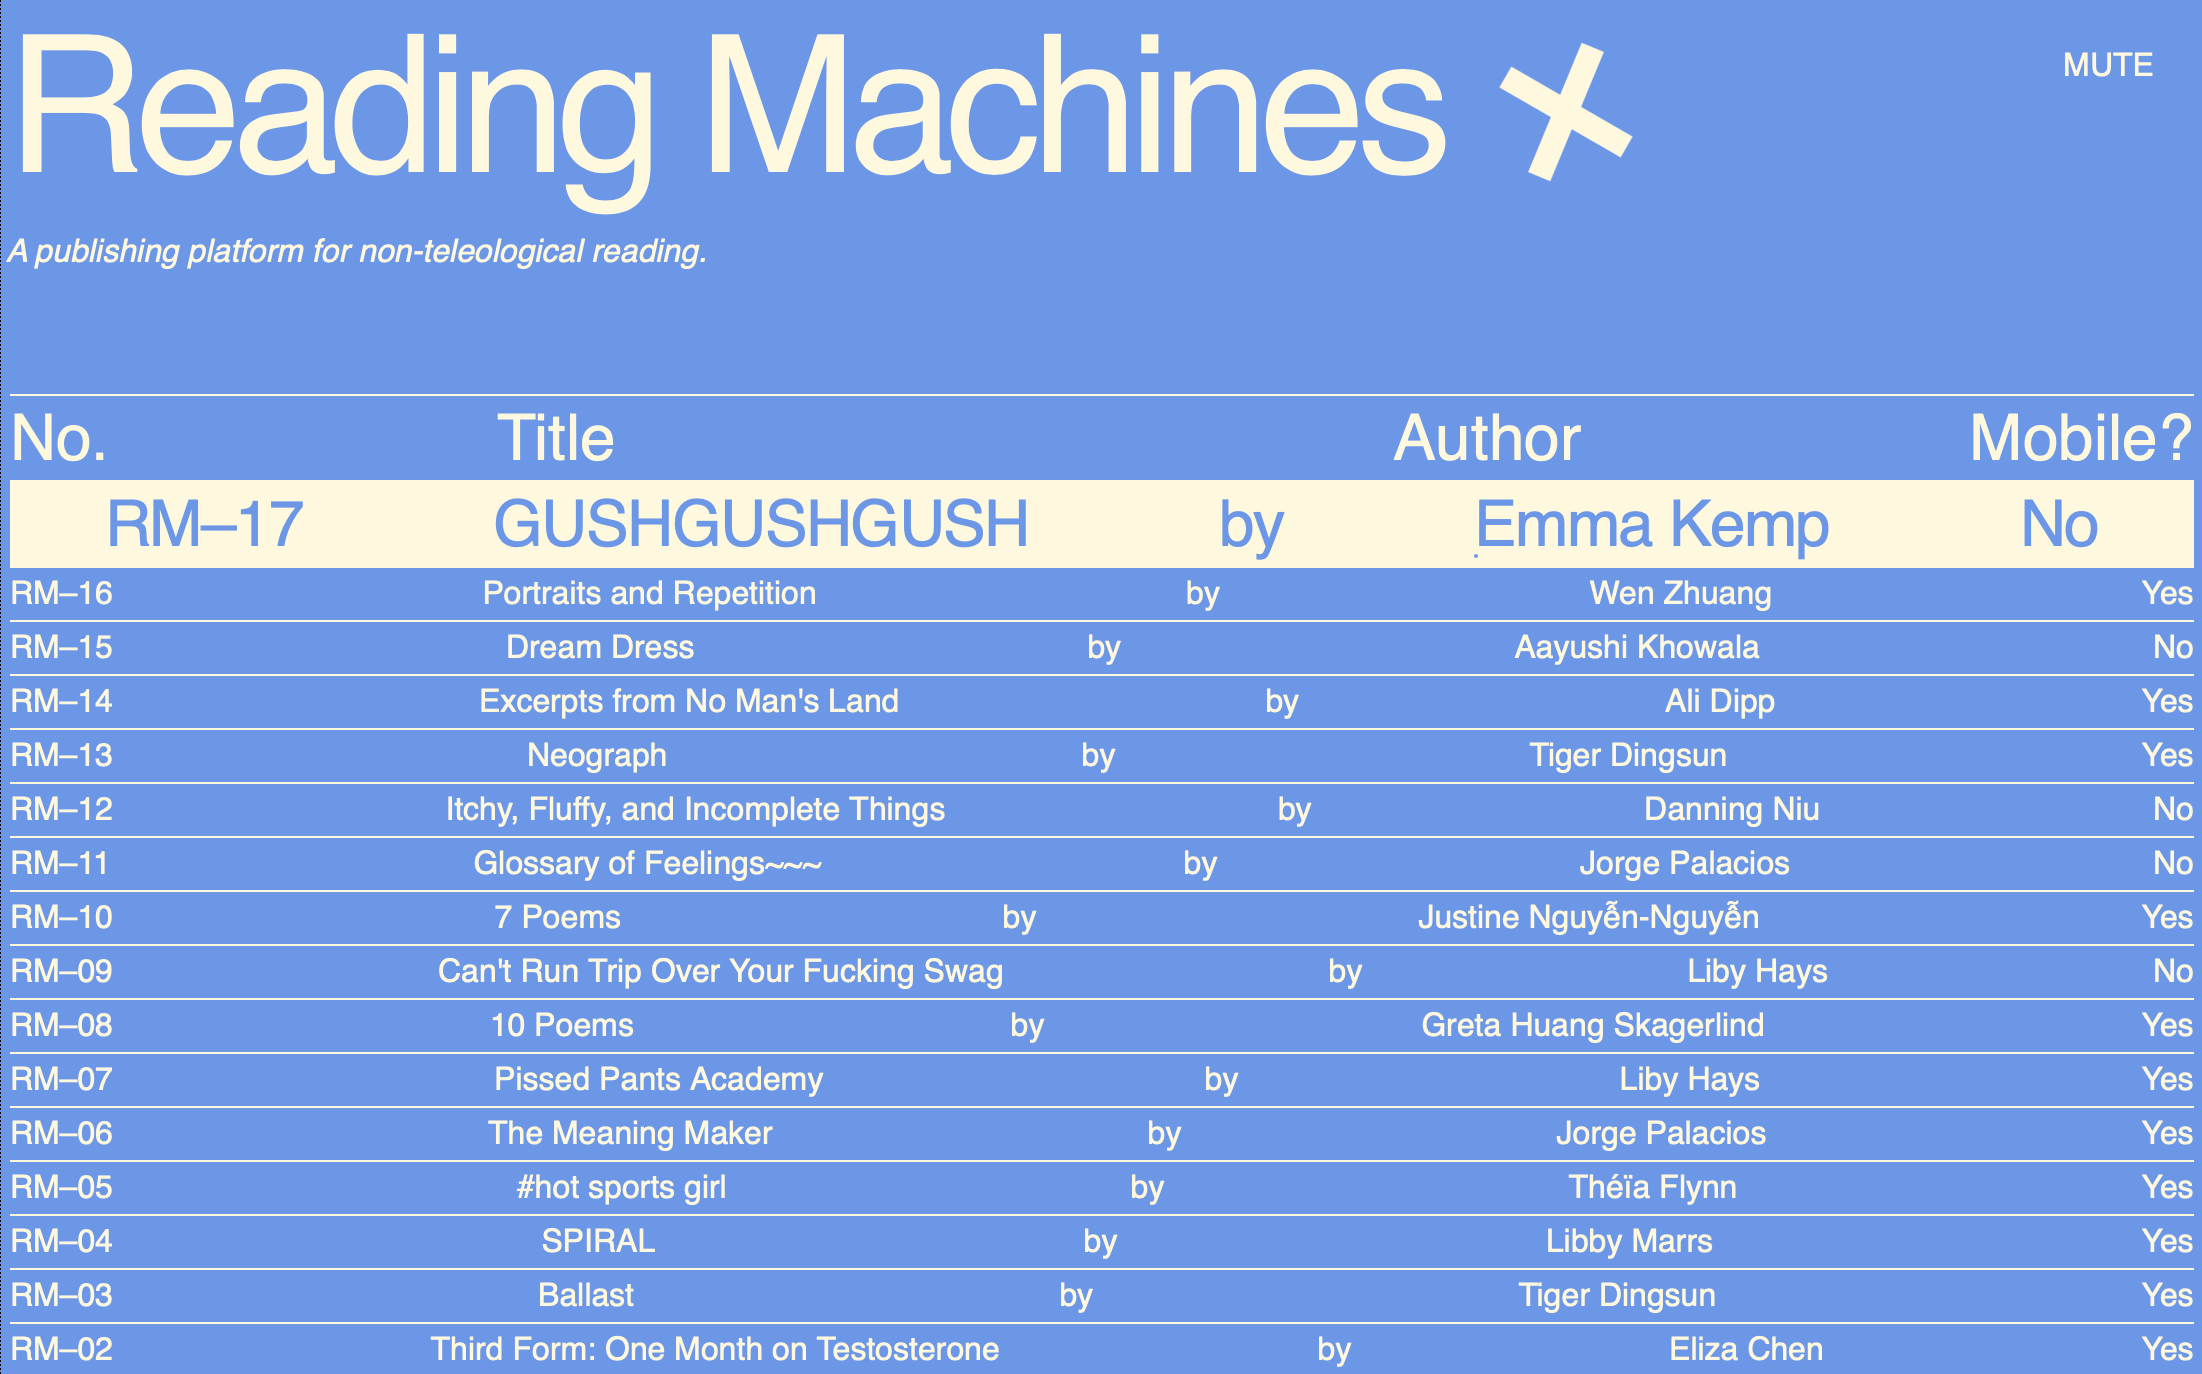 Reading Machines
MUTE
A publishing platform for non-teleological reading.
No. Title Author Mobile?
RM–17 GUSHGUSHGUSH by Emma Kemp No
RM–16 Portraits and Repetition by Wen Zhuang Yes
RM–15 Dream Dress by Aayushi Khowala No
RM–14 Excerpts from No Man's Land by Ali Dipp Yes
RM–13 Neograph by Tiger Dingsun Yes
RM–12 Itchy, Fluffy, and Incomplete Things by Danning Niu No
RM–11 Glossary of Feelings~~~ by Jorge Palacios No
RM–10 7 Poems by Justine Nguyễn-Nguyễn Yes
RM–09 Can't Run Trip Over Your Fucking Swag by Liby Hays No
RM–08 10 Poems by Greta Huang Skagerlind Yes
RM–07 Pissed Pants Academy by Liby Hays Yes
RM–06 The Meaning Maker by Jorge Palacios Yes
RM–05 #hot sports girl by Théïa Flynn Yes
RM–04 SPIRAL by Libby Marrs Yes
RM–03 Ballast by Tiger Dingsun Yes
RM–02 Third Form: One Month on Testosterone by Eliza Chen Yes